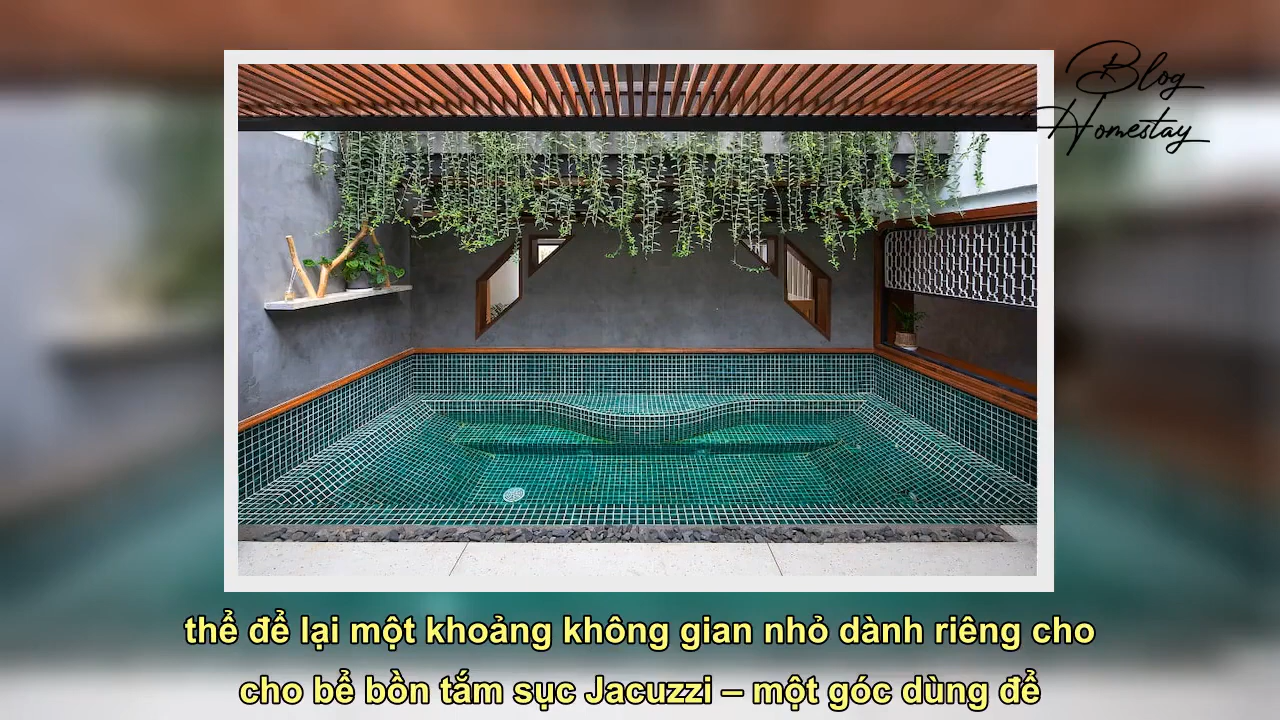 Blog
Homestay
thể để lại một khoảng không gian nhỏ dành riêng cho
cho bể bồn tắm sục Jacuzzi – một góc dùng để